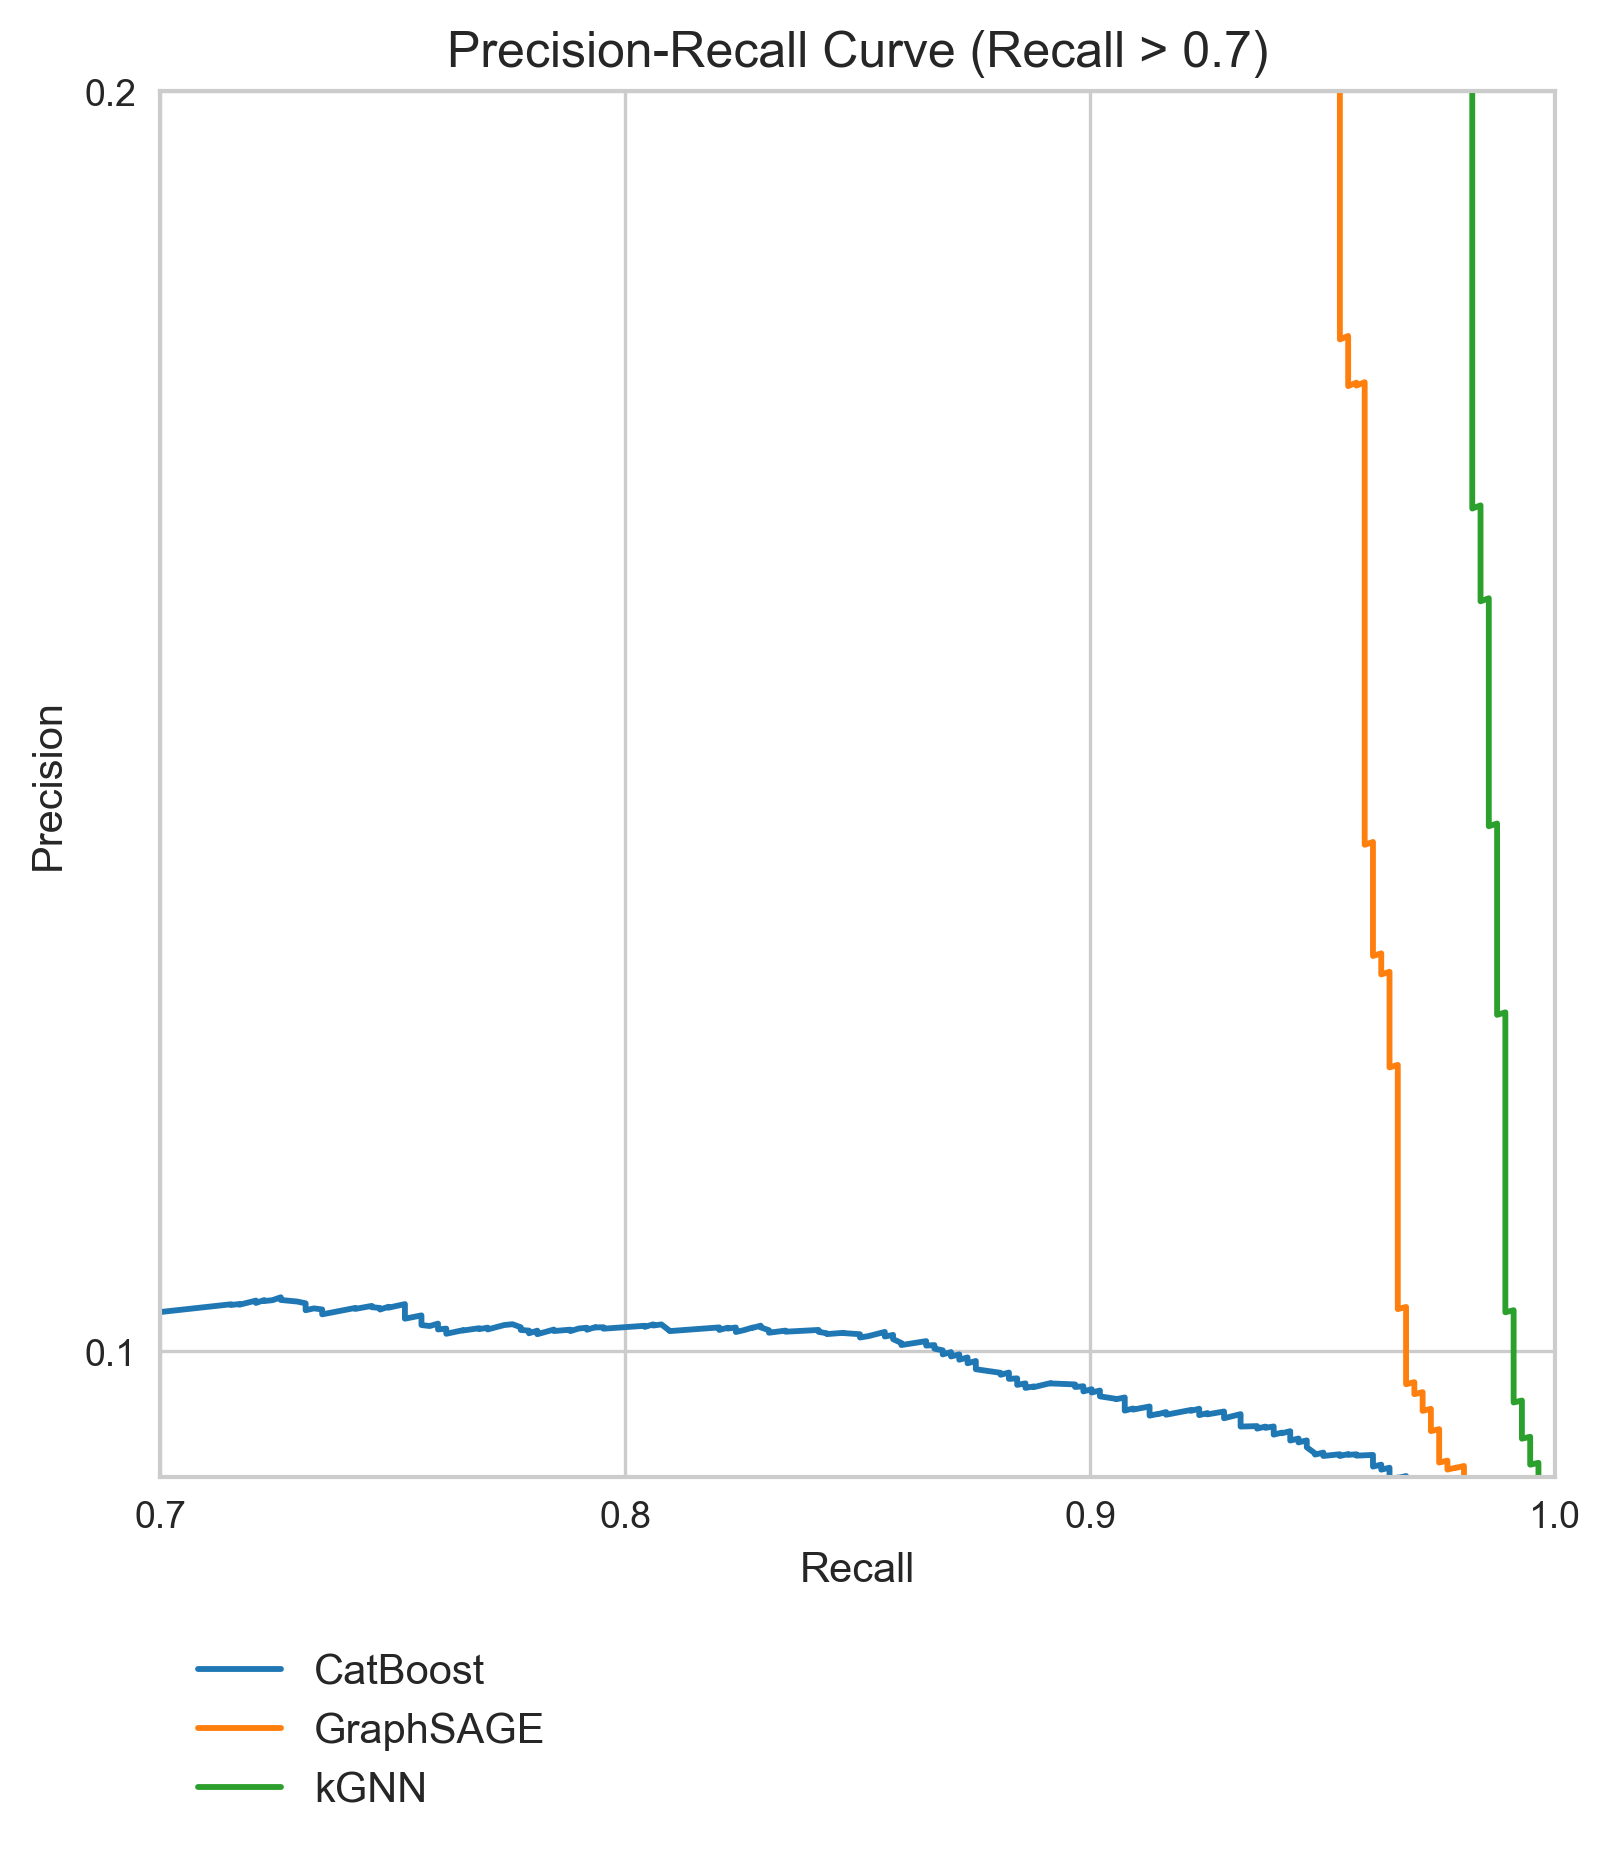 Precision-Recall Curve (Recall > 0.7)
0.2
Precision
0.1
0.7 0.8 0.9 1.0
Recall
CatBoost
GraphSAGE
kGNN